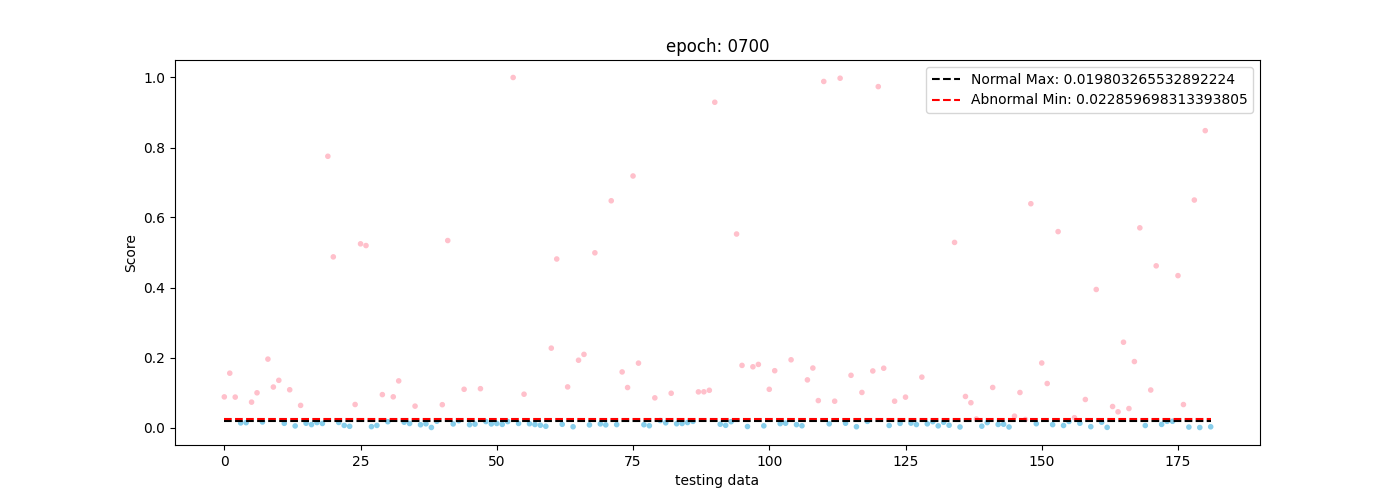 epoch: 0700
Normal Max: 0.019803265532892224
Abnormal Min: 0.022859698313393805
1.0
0.8
0.6
0.4
0.2
0.0
Score
0 25 50 75 100 125 150 175
testing data